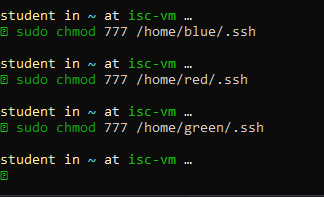 student in ~ at isc-vm …
⍰ sudo chmod 777 /home/blue/.ssh
student in ~ at isc-vm …
⍰ sudo chmod 777 /home/red/.ssh
student in ~ at isc-vm …
⍰ sudo chmod 777 /home/green/.ssh
student in ~ at isc-vm …
⍰